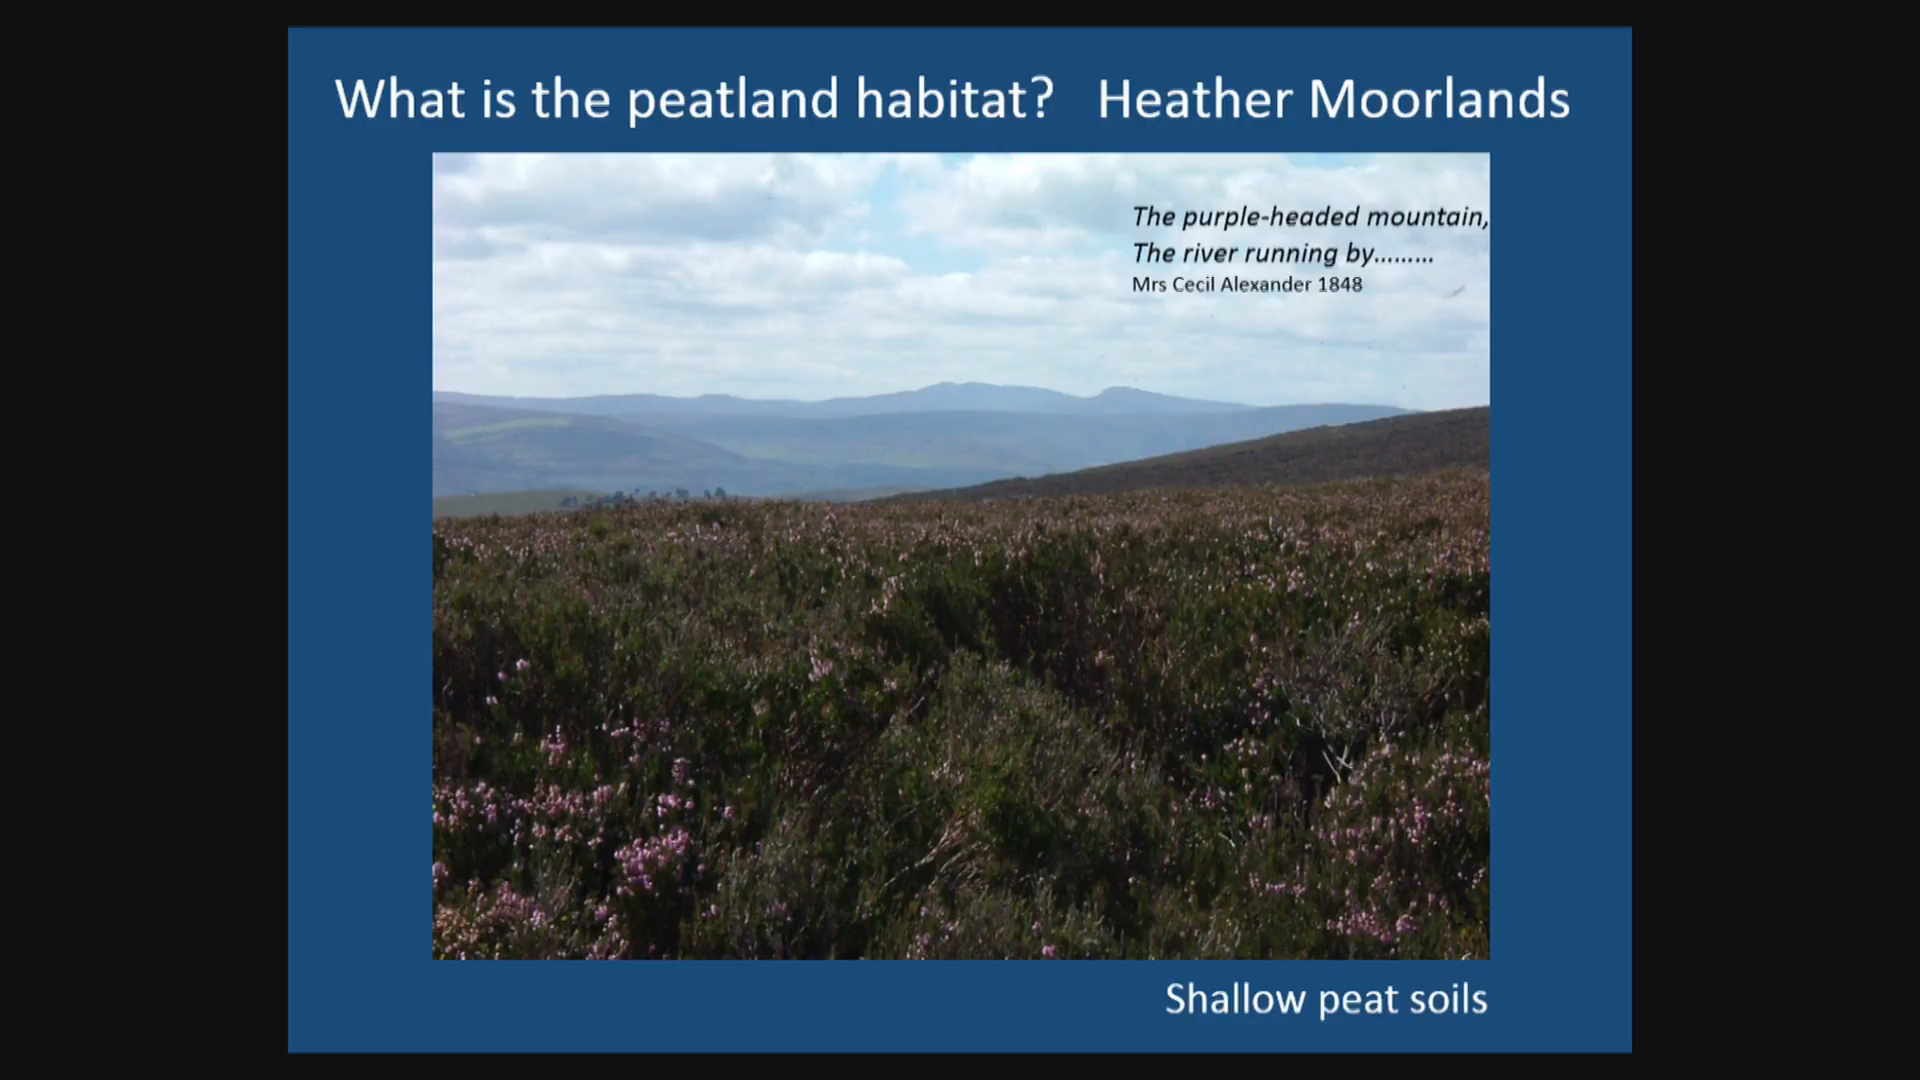 What is the peatland habitat?   Heather Moorlands
The purple-headed mountain,
The river running by.........
Mrs Cecil Alexander 1848
Shallow peat soils